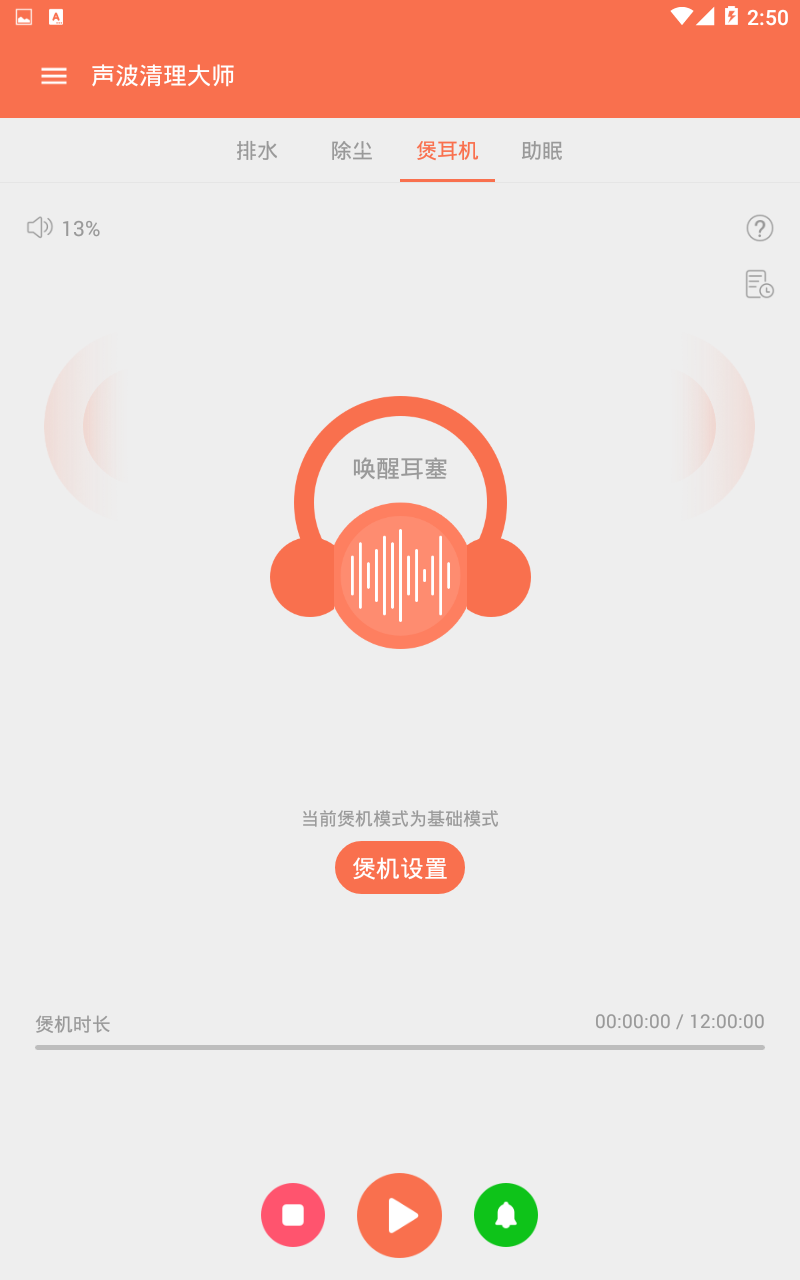 2:50
声波清理大师
排水 除尘 煲耳机 助眠
13%
唤醒耳塞
当前煲机模式为基础模式
煲机设置
煲机时长 00:00:00 / 12:00:00